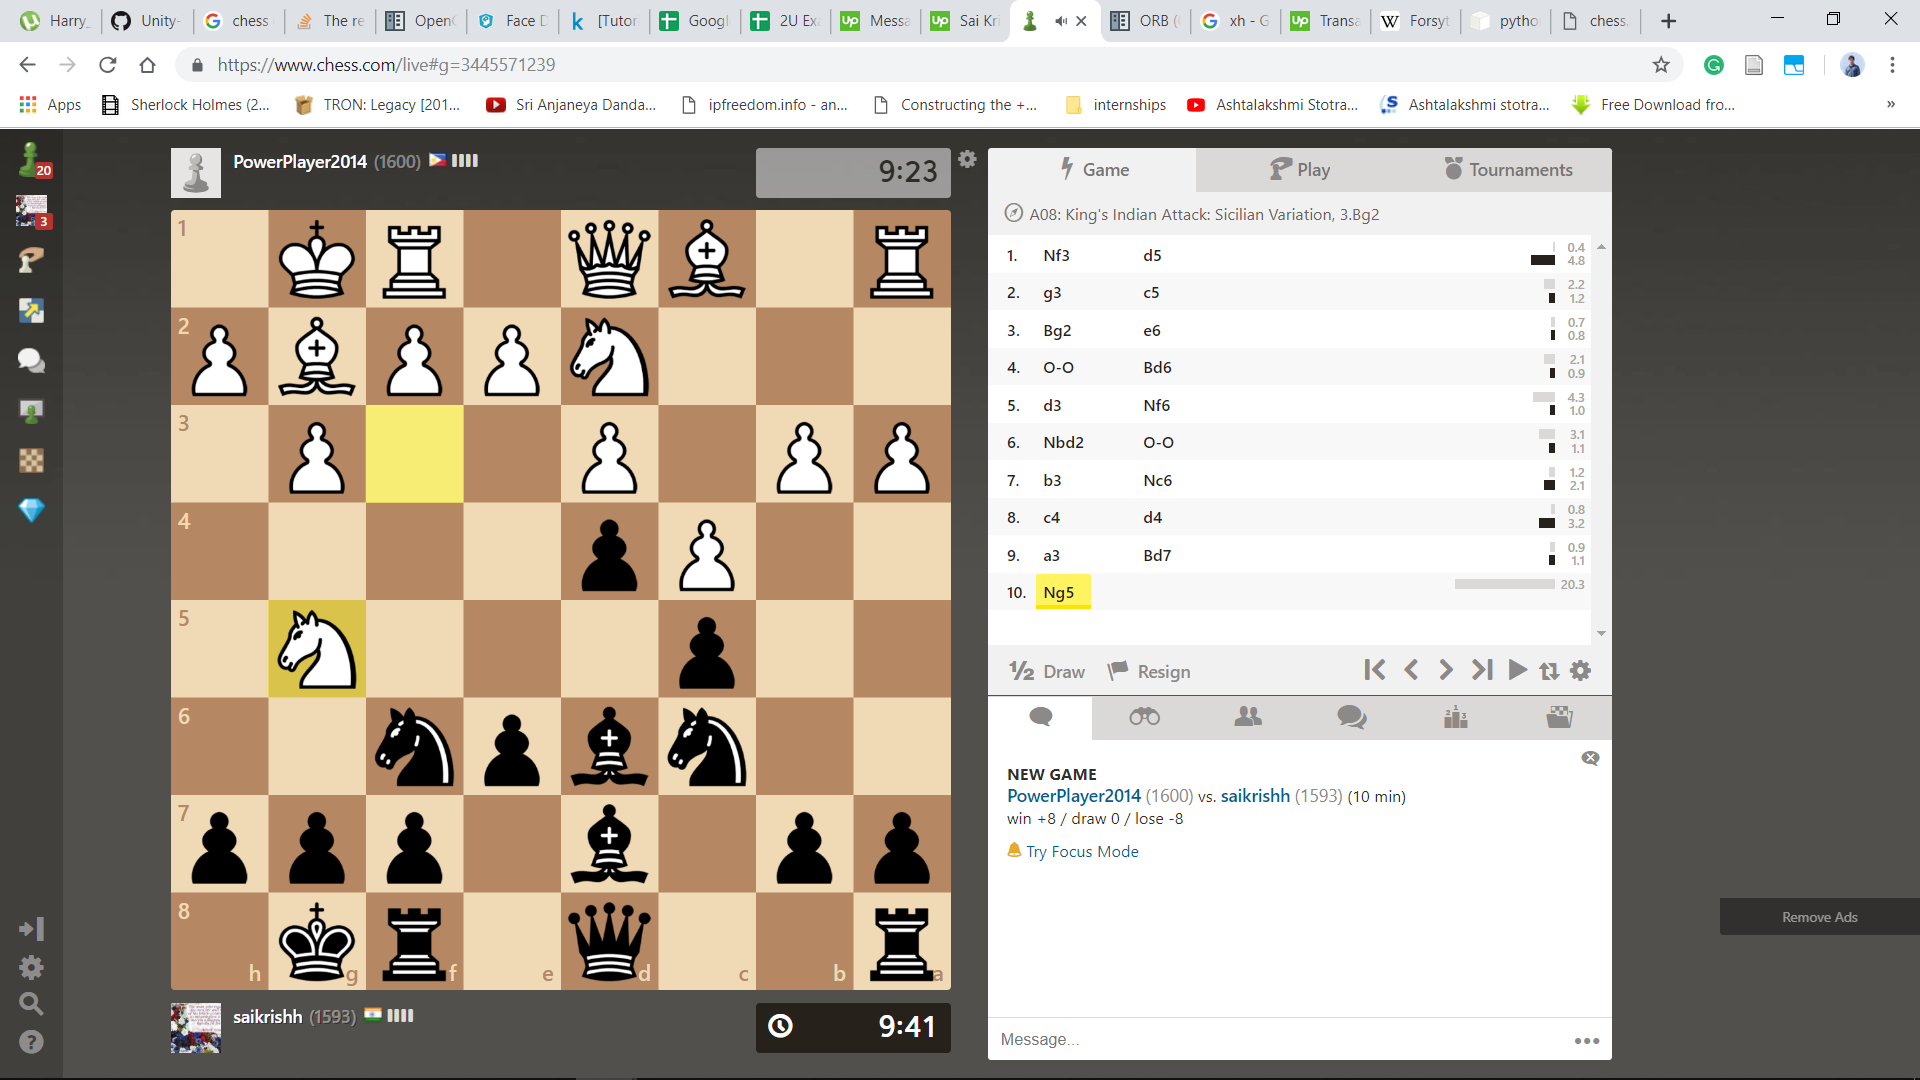 Harry_
Unity-
chess
The re
Open
Face D
[Tutor
Googl
2U Exa
Messa
Sai Kri
ORB (
xh - G
Transa
Forsyt
pytho
chess.
https://www.chess.com/live#g=3445571239
Apps
Sherlock Holmes (2...
TRON: Legacy [201...
Sri Anjaneya Danda...
ipfreedom.info - an...
Constructing the +...
internships
Ashtalakshmi Stotra...
Ashtalakshmi stotra...
Free Download fro...
»
20
3
PowerPlayer2014 (1600)
9:23
1
2
3
4
5
6
7
8
h g f e d c b a
saikrishh (1593)
9:41
Game
Play
Tournaments
A08: King's Indian Attack: Sicilian Variation, 3.Bg2
1. Nf3 d5 0.4 4.8
2. g3 c5 2.2 1.2
3. Bg2 e6 0.7 0.8
4. O-O Bd6 2.1 0.9
5. d3 Nf6 4.3 1.0
6. Nbd2 O-O 3.1 1.1
7. b3 Nc6 1.2 2.1
8. c4 d4 0.8 3.2
9. a3 Bd7 0.9 1.1
10. Ng5 20.3
½ Draw
Resign
NEW GAME
PowerPlayer2014 (1600) vs. saikrishh (1593) (10 min)
win +8 / draw 0 / lose -8
Try Focus Mode
Message...
Remove Ads